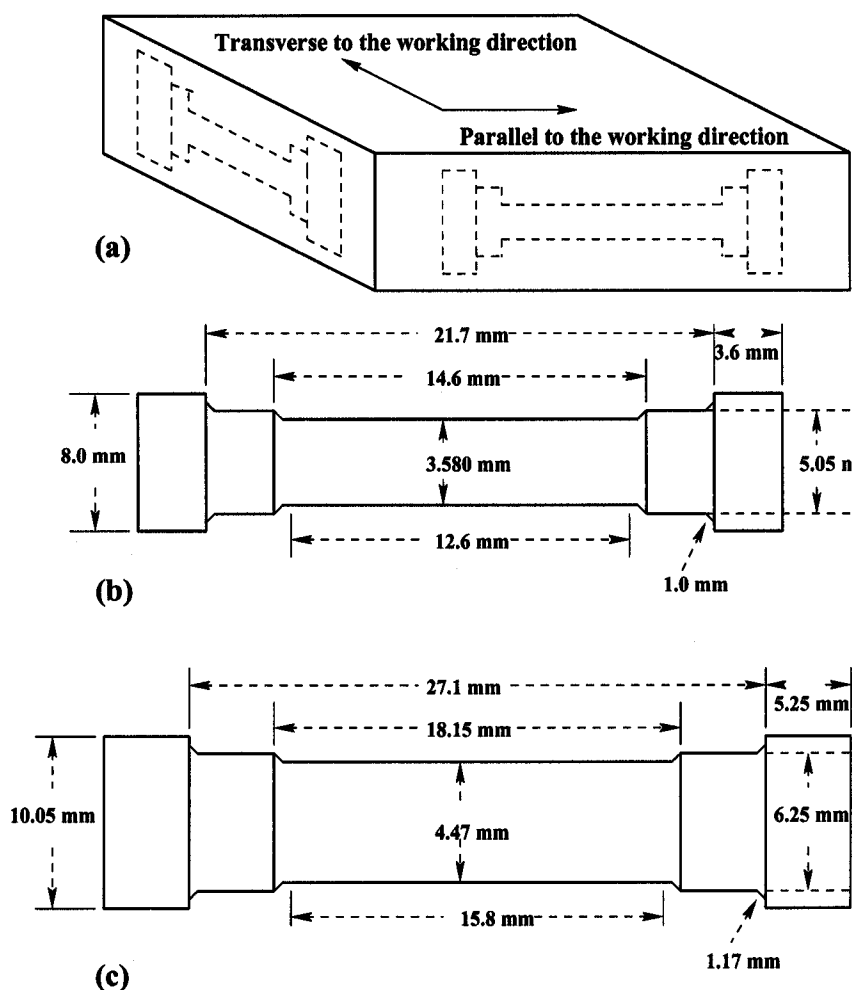 Transverse to the working direction
Parallel to the working direction
(a)
21.7 mm
3.6 mm
14.6 mm
8.0 mm
3.580 mm
5.05
12.6 mm
1.0 mm
(b)
27.1 mm
5.25 mm
18.15 mm
10.05 mm
4.47 mm
6.25 mm
15.8 mm
1.17 mm
(c)